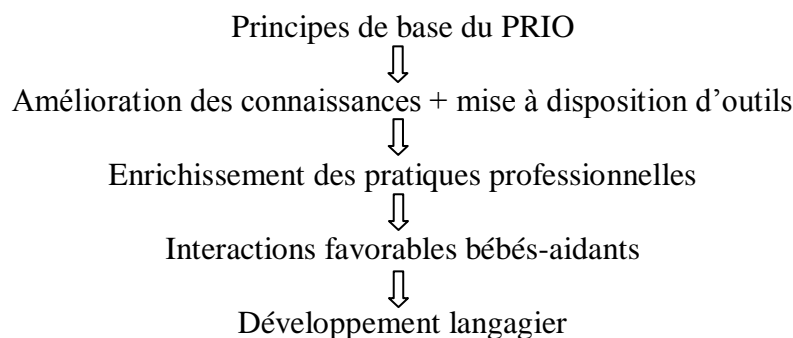 Principes de base du PRIO
Amélioration des connaissances + mise à disposition d’outils
Enrichissement des pratiques professionnelles
Interactions favorables bébés-aidants
Développement langagier